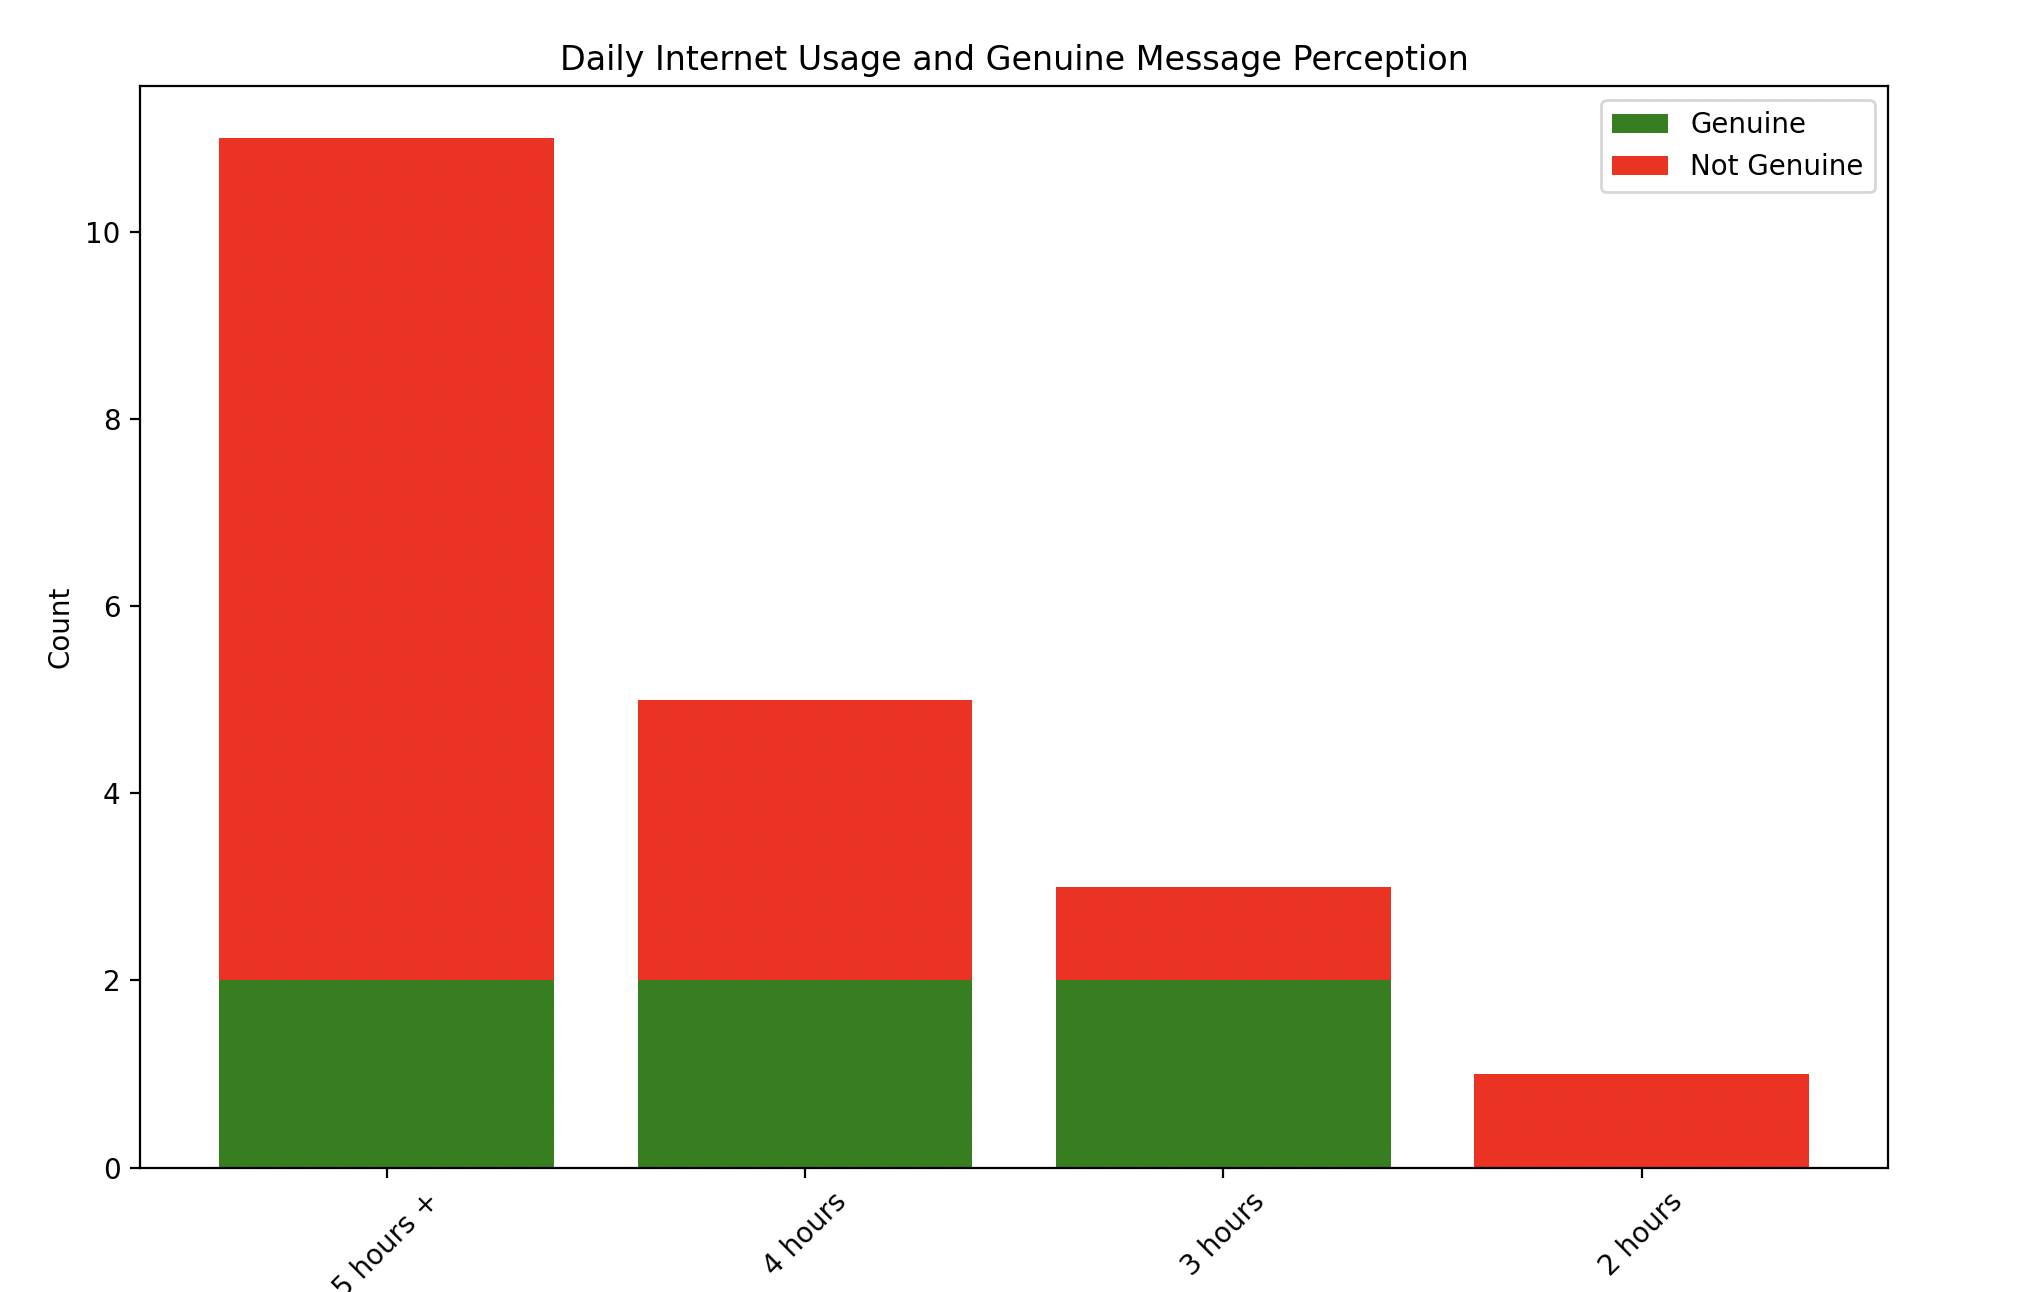 Daily Internet Usage and Genuine Message Perception
Genuine
Not Genuine
Count
10
8
6
4
2
0
5 hours +
4 hours
3 hours
2 hours